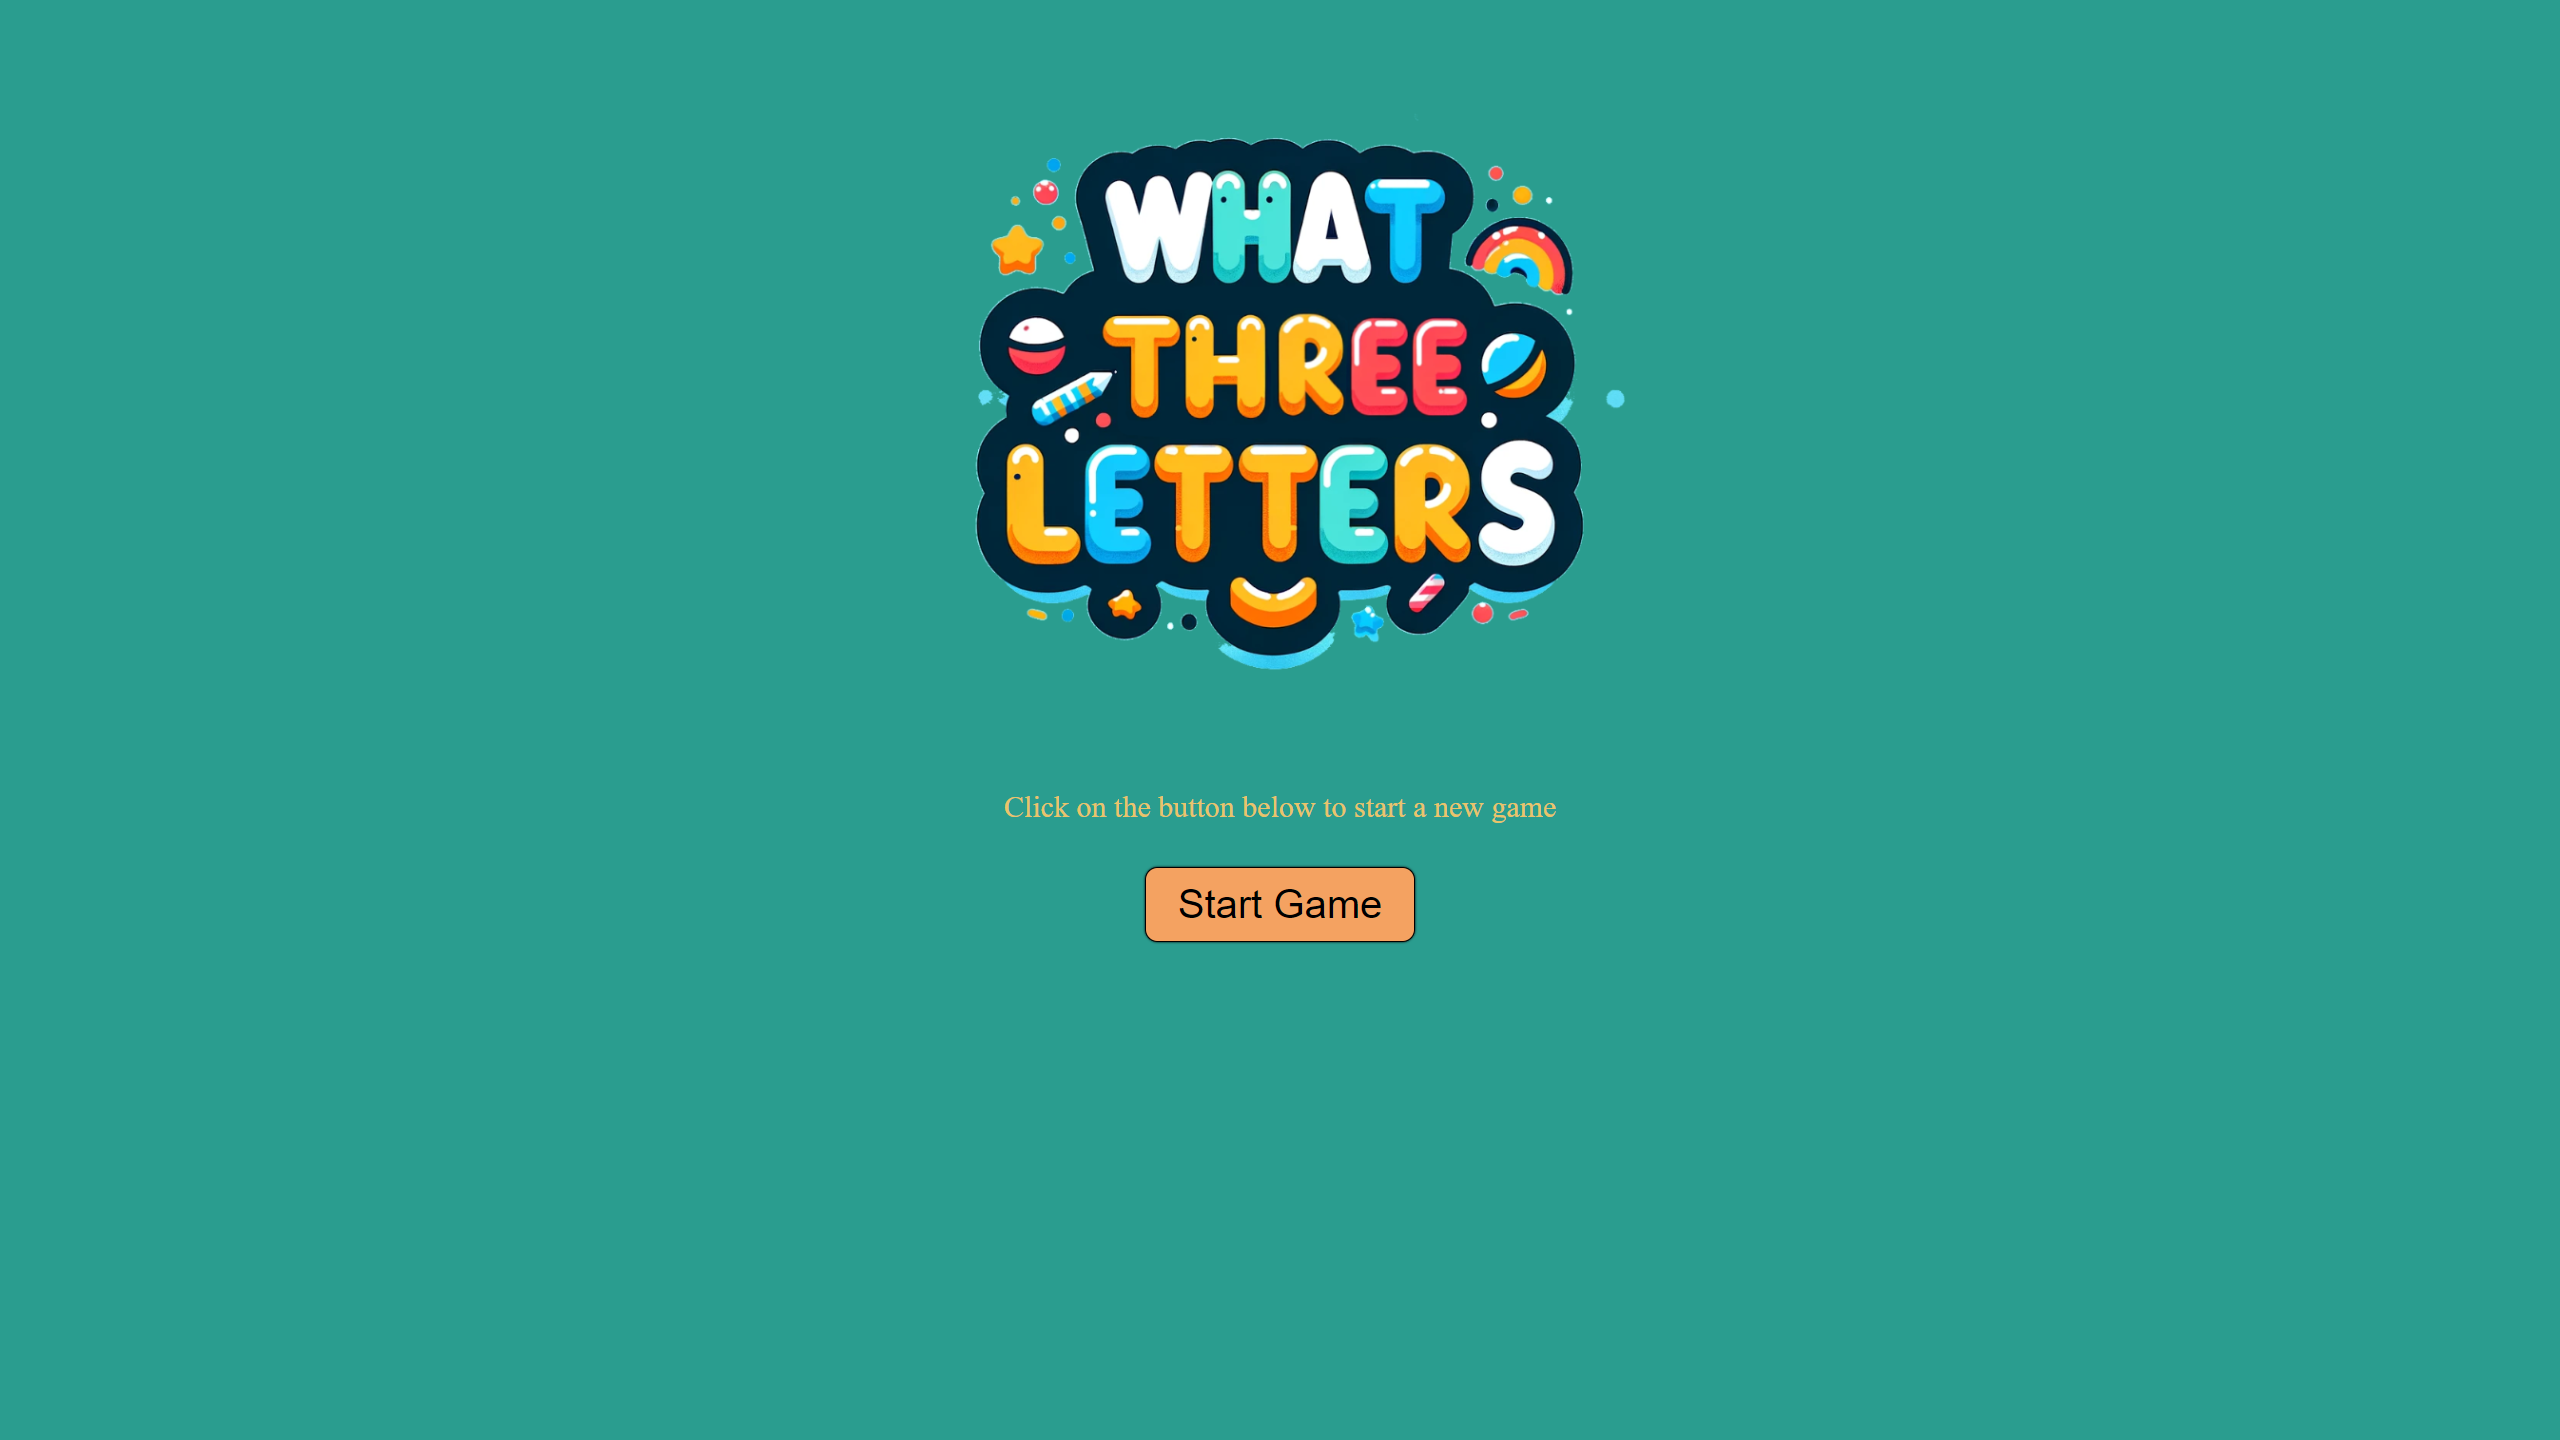 WHAT
THREE
LETTERS
Click on the button below to start a new game
Start Game